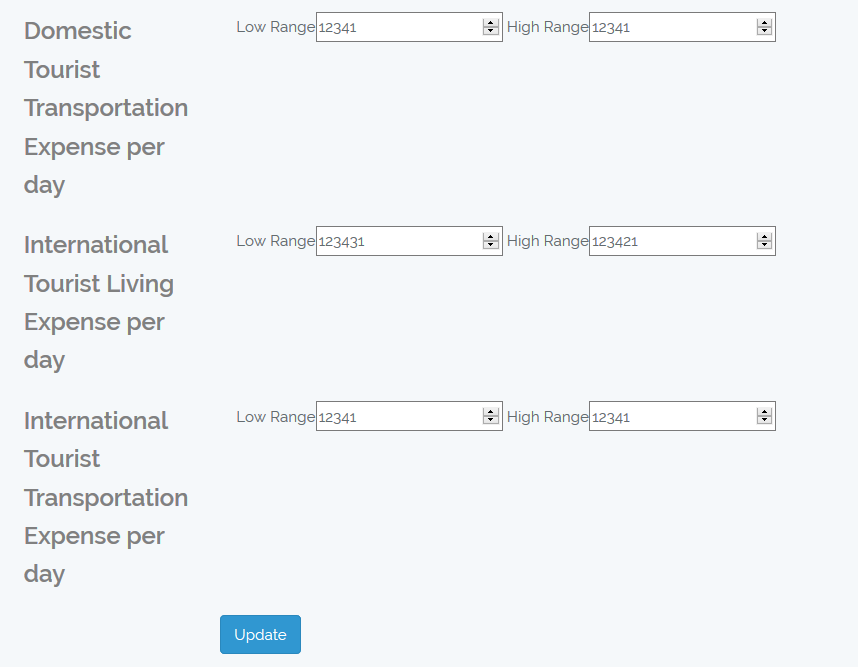 Domestic Low Range 12341 High Range 12341
Tourist
Transportation
Expense per
day
International Low Range 123431 High Range 123421
Tourist Living
Expense per
day
International Low Range 12341 High Range 12341
Tourist
Transportation
Expense per
day
Update